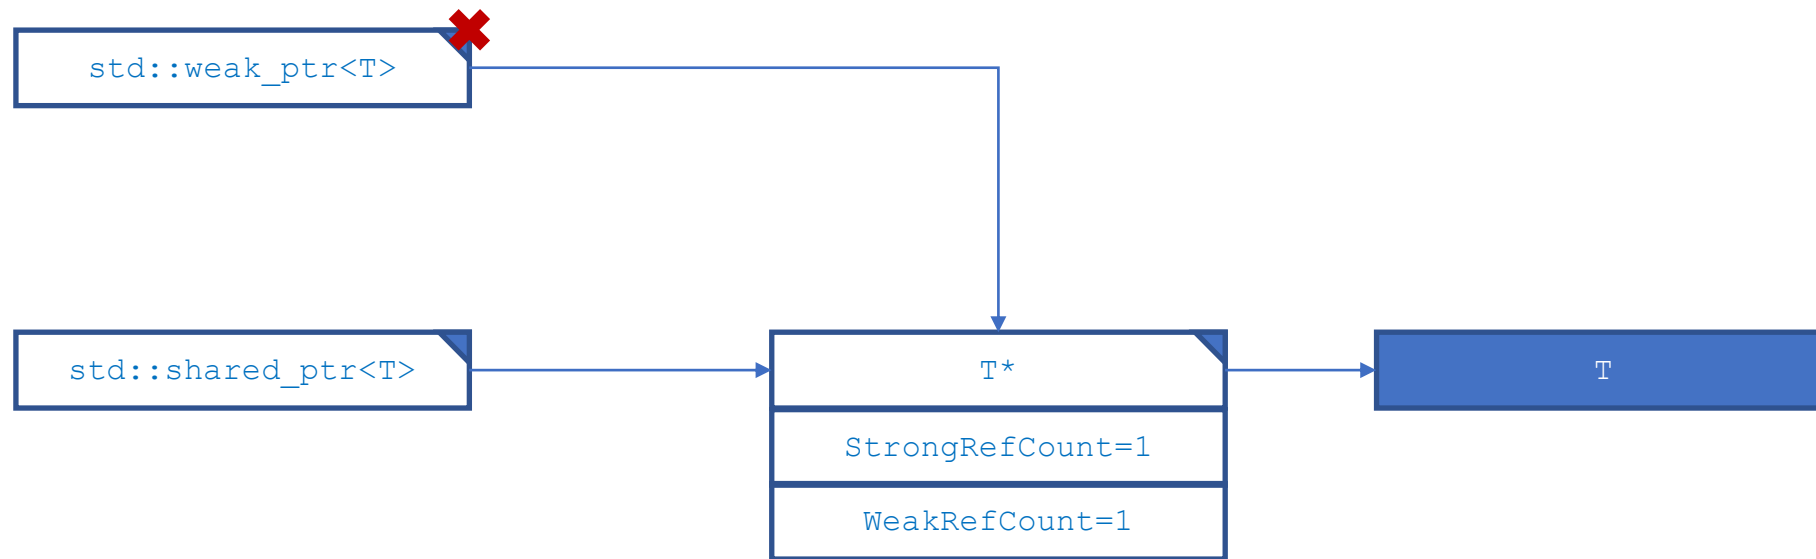 std::weak_ptr<T>
std::shared_ptr<T>
T*
T
StrongRefCount=1
WeakRefCount=1